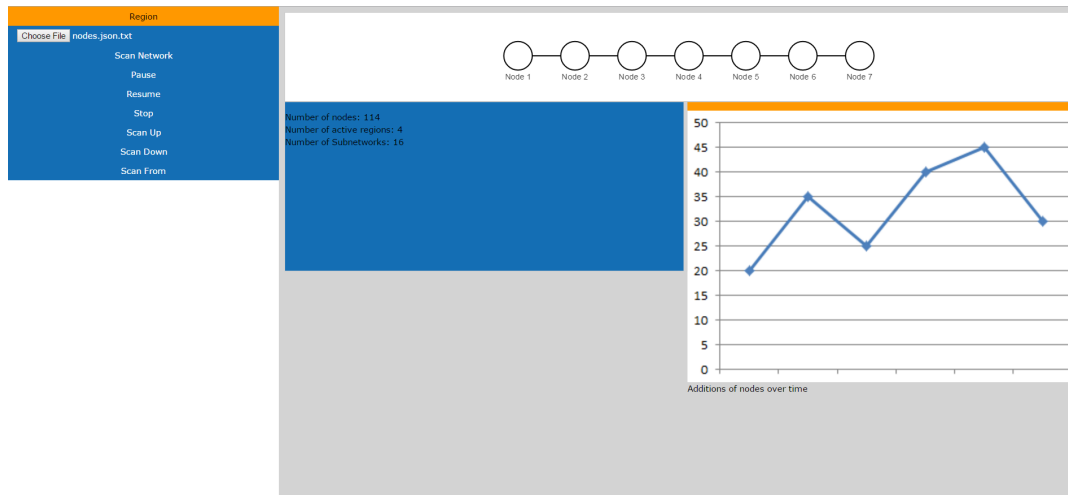 Region
Choose File nodes.json.txt
Scan Network
Pause
Resume
Stop
Scan Up
Scan Down
Scan From
Node 1 Node 2 Node 3 Node 4 Node 5 Node 6 Node 7
Number of nodes: 114
Number of active regions: 4
Number of Subnetworks: 16
50
45
40
35
30
25
20
15
10
5
0
Additions of nodes over time